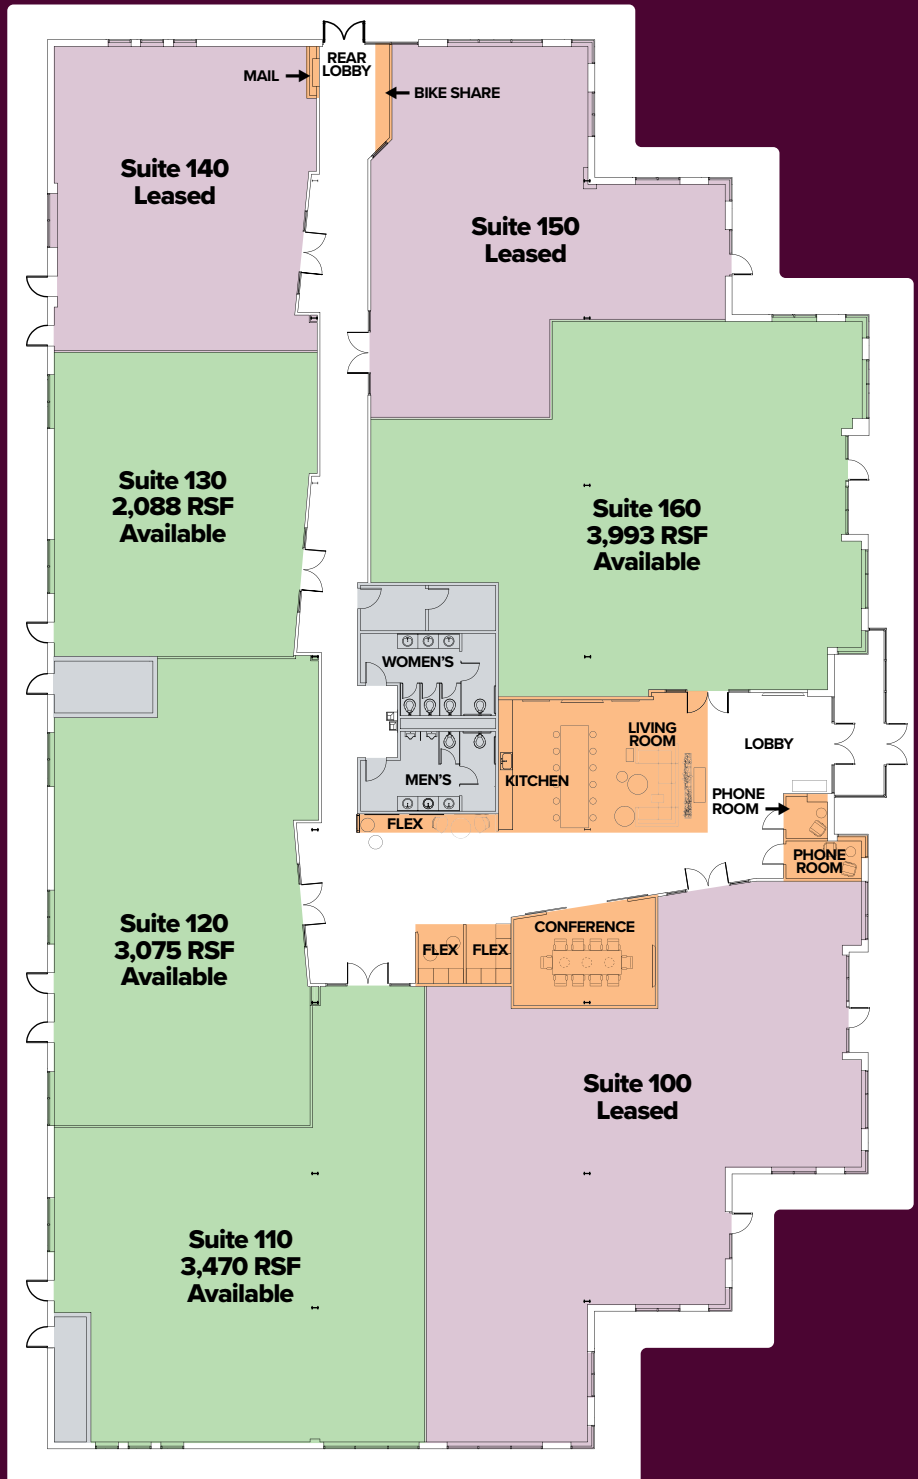 REAR
LOBBY
MAIL
BIKE SHARE
Suite 140
Leased
Suite 150
Leased
Suite 130
2,088 RSF
Available
Suite 160
3,993 RSF
Available
WOMEN'S
LIVING
ROOM
LOBBY
MEN'S
KITCHEN
PHONE
ROOM
FLEX
PHONE
ROOM
Suite 120
3,075 RSF
Available
CONFERENCE
FLEX
FLEX
Suite 100
Leased
Suite 110
3,470 RSF
Available